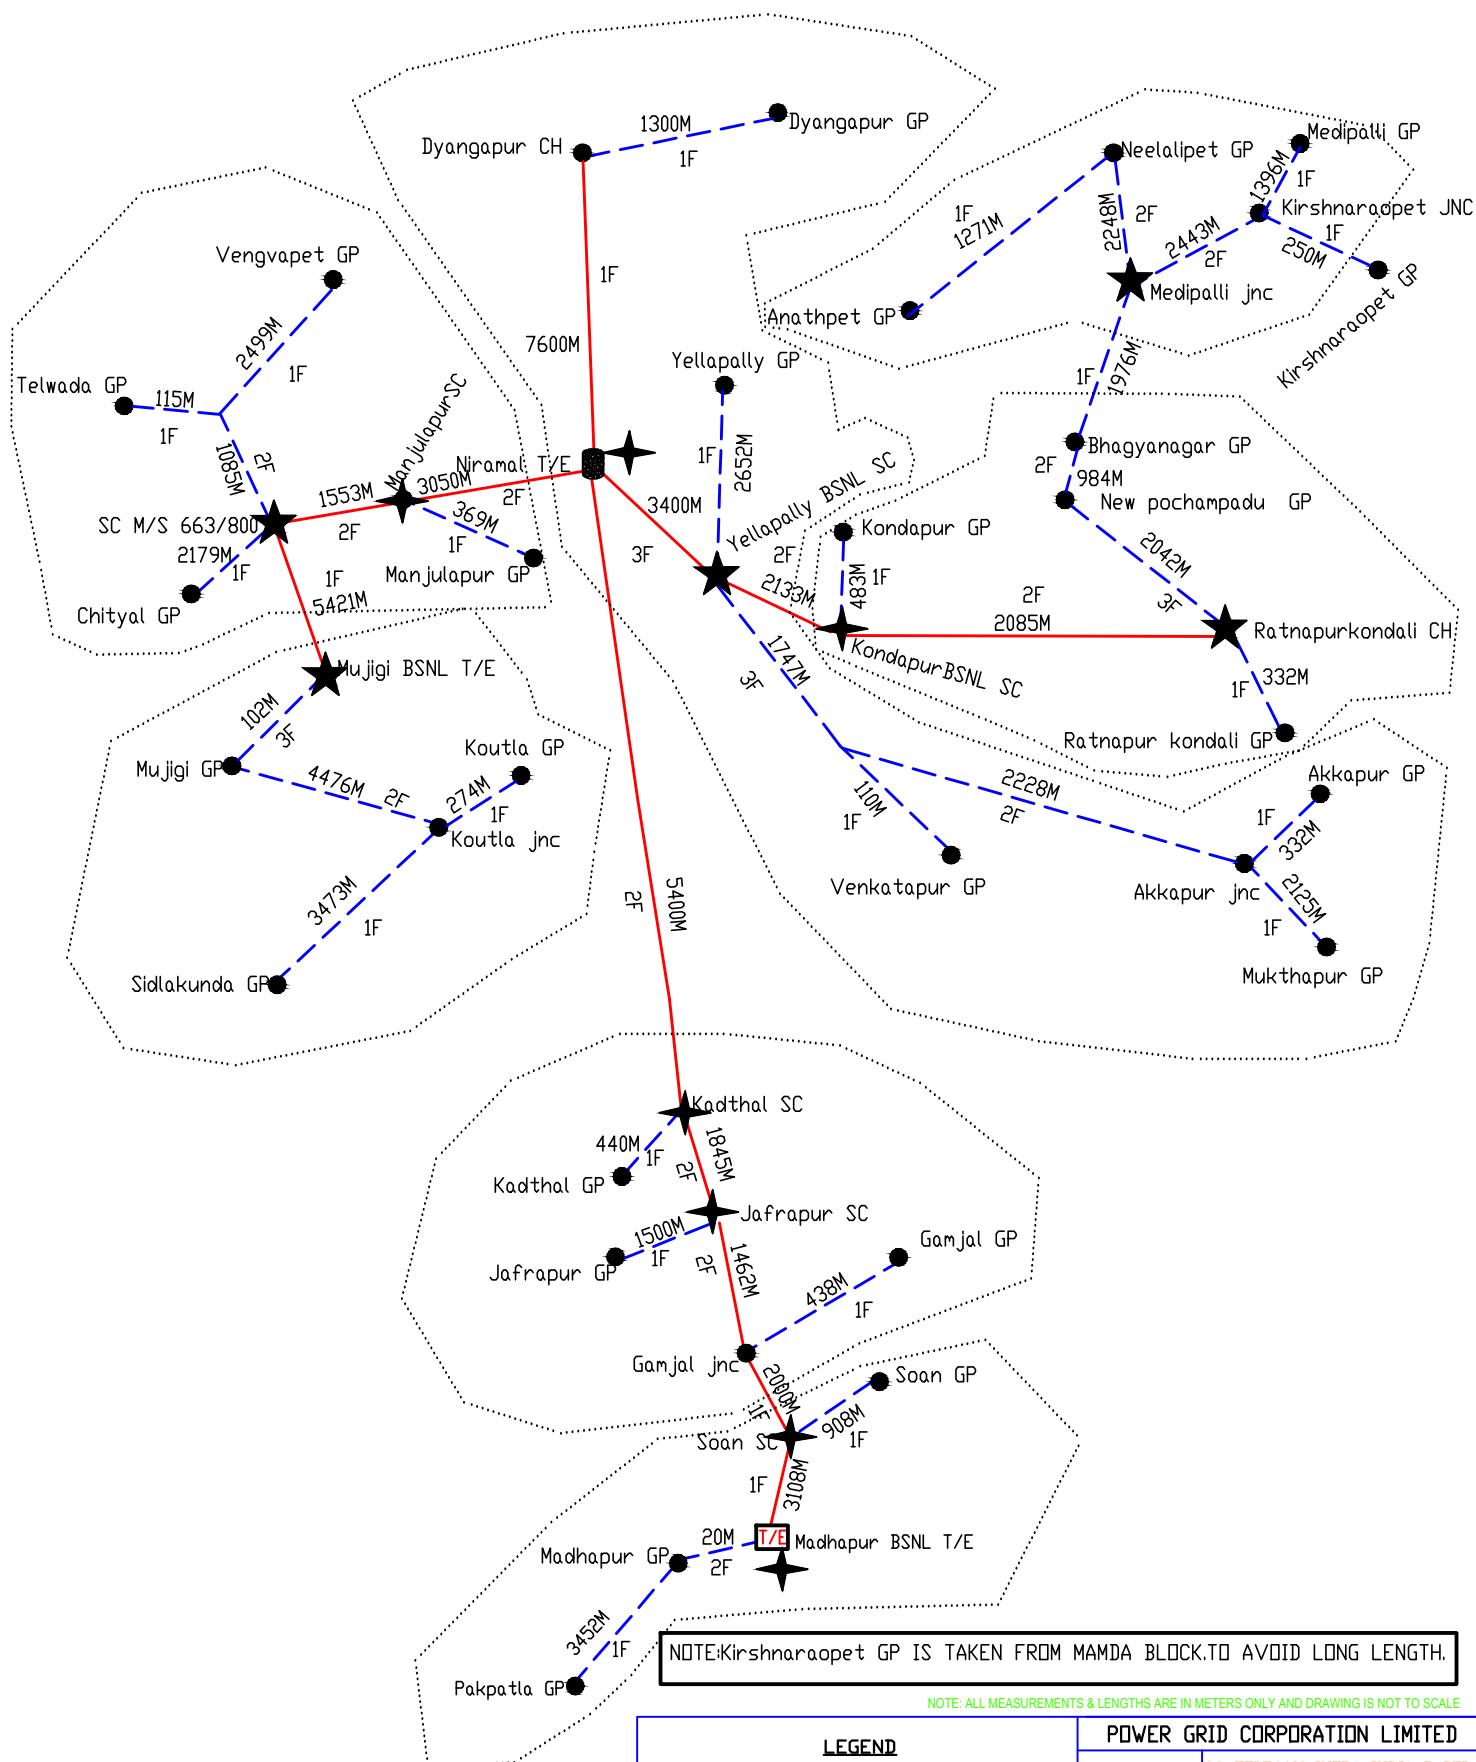 Dyangapur GP
1300M
1F
Dyangapur CH
Medipalli GP
Neelalipet GP
1396M
1F
Kirshnaraopet JNC
1F
250M
Kirshnaraopet GP
2248M
2F
2443M
2F
1F
1271M
Medipalli jnc
Anathpet GP
1F
7600M
Vengvapet GP
2499M
1F
Telwada GP
115M
1F
2F
1085M
ManjulapurSC
Niramal T/E
3050M
2F
1553M
2F
SC M/S 663/800
369M
1F
Manjulapur GP
2179M
1F
Chityal GP
1F
5421M
Yellapally GP
1F
2652M
3400M
3F
Yellapally BSNL SC
1976M
1F
Bhagyanagar GP
2F
984M
New pochampadu GP
2042M
3F
Kondapur GP
2F
1F
483M
2133M
2F
2085M
Ratnapurkondali CH
KondapurBSNL SC
332M
1F
Ratnapur kondali GP
1747M
3F
Mujigi BSNL T/E
102M
3F
Mujigi GP
4476M
2F
Koutla GP
274M
1F
Koutla jnc
3473M
1F
Sidlakunda GP
2228M
2F
110M
1F
Venkatapur GP
Akkapur GP
1F
332M
Akkapur jnc
2125M
1F
Mukthapur GP
5400M
2F
Kadthal SC
440M
1F
Kadthal GP
1845M
2F
Jafrapur SC
1500M
1F
Jafrapur GP
1462M
2F
Gamjal GP
438M
1F
Gamjal jnc
2000M
1F
Soan GP
908M
1F
Soan SC
1F
3108M
T/E
Madhapur BSNL T/E
20M
2F
Madhapur GP
3452M
1F
Pakpatla GP
NOTE:Kirshnaraopet GP IS TAKEN FROM MAMDA BLOCK.TO AVOID LONG LENGTH.
NOTE: ALL MEASUREMENTS & LENGTHS ARE IN METERS ONLY AND DRAWING IS NOT TO SCALE
LEGEND
POWER GRID CORPORATION LIMITED